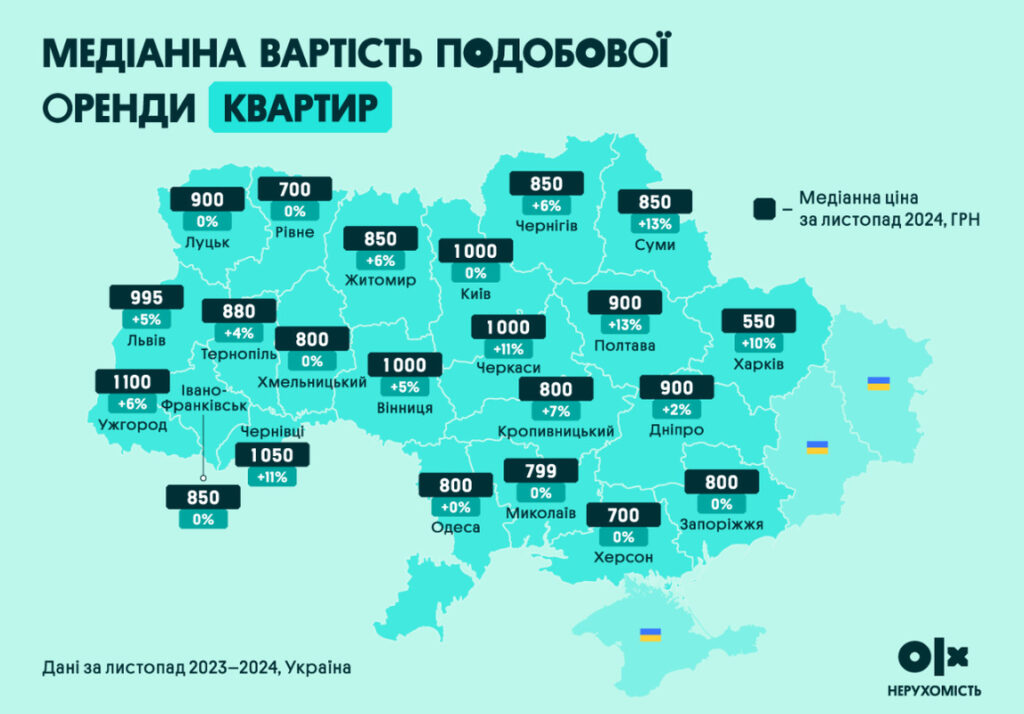 МЕДІАННА ВАРТІСТЬ ПОДОБОВОЇ
ОРЕНДИ КВАРТИР
Медіанна ціна
за листопад 2024, ГРН
900
0%
Луцьк
700
0%
Рівне
850
+6%
Житомир
1000
0%
Київ
850
+6%
Чернігів
850
+13%
Суми
995
+5%
Львів
880
+4%
Тернопіль
800
0%
Хмельницький
1000
+5%
Вінниця
1000
+11%
Черкаси
900
+13%
Полтава
550
+10%
Харків
1100
+6%
Ужгород
Івано-
Франківськ
850
0%
Чернівці
1050
+11%
800
+7%
Кропивницький
900
+2%
Дніпро
800
+0%
Одеса
799
0%
Миколаїв
700
0%
Херсон
800
0%
Запоріжжя
Дані за листопад 2023–2024, Україна
olx
НЕРУХОМІСТЬ